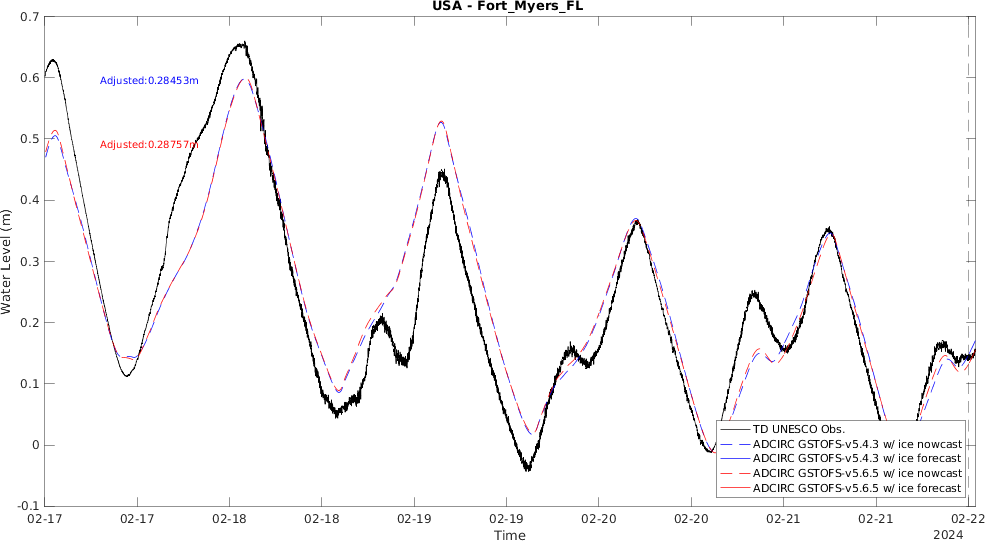 USA - Fort_Myers_FL
0.7
0.6
0.5
0.4
0.3
0.2
0.1
0
-0.1
Water Level (m)
Adjusted:0.28453m
Adjusted:0.28757m
TD UNESCO Obs.
ADCIRC GSTOFS-v5.4.3 w/ ice nowcast
ADCIRC GSTOFS-v5.4.3 w/ ice forecast
ADCIRC GSTOFS-v5.6.5 w/ ice nowcast
ADCIRC GSTOFS-v5.6.5 w/ ice forecast
02-17 02-17 02-18 02-18 02-19 02-19 02-20 02-20 02-21 02-21 02-22
Time
2024